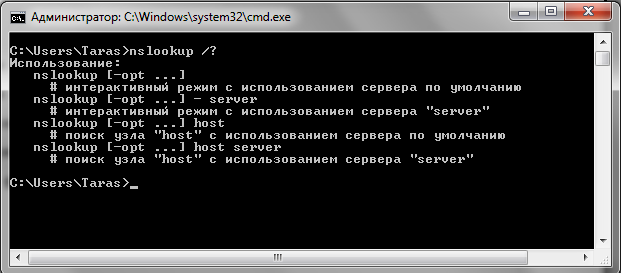 Администратор: C:\Windows\system32\cmd.exe
C:\Users\Taras>nslookup /?
Использование:
nslookup [-opt ...]
# интерактивный режим с использованием сервера по умолчанию
nslookup [-opt ...] - server
# интерактивный режим с использованием сервера "server"
nslookup [-opt ...] host
# поиск узла "host" с использованием сервера по умолчанию
nslookup [-opt ...] host server
# поиск узла "host" с использованием сервера "server"
C:\Users\Taras>_